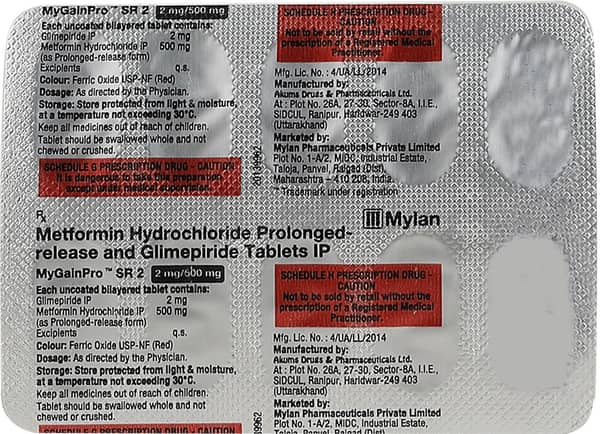 MyGainPro™ SR 2 2 mg/500 mg
Each uncoated bilayered tablet contains:
Glimepiride IP 2 mg
Metformin Hydrochloride IP 500 mg
(as Prolonged-release form)
Excipients q.s.
Colour: Ferric Oxide USP-NF (Red)
Dosage: As directed by the Physician.
Storage: Store protected from light & moisture,
at a temperature not exceeding 30°C.
Keep all medicines out of reach of children.
Tablet should be swallowed whole and not
chewed or crushed.
SCHEDULE G PRESCRIPTION DRUG - CAUTION
It is dangerous to take this preparation
except under medical supervision.
SCHEDULE H PRESCRIPTION DRUG -
CAUTION
Not to be sold by retail without the
prescription of a Registered Medical
Practitioner.
Mfg. Lic. No. : 4/UA/LL/2014
Manufactured by:
Akums Drugs & Pharmaceuticals Ltd.
At : Plot No. 26A, 27-30, Sector-8A, I.I.E.,
SIDCUL, Ranipur, Haridwar-249 403
(Uttarakhand)
Marketed by:
Mylan Pharmaceuticals Private Limited
Plot No. 1-A/2, MIDC, Industrial Estate,
Taloja, Panvel, Raigad (Dist),
Maharashtra – 410 208, India.
* Trademark under registration
20139962
Rx
Mylan
Metformin Hydrochloride Prolonged-
release and Glimepiride Tablets IP
MyGainPro™ SR 2 2 mg/500 mg
Each uncoated bilayered tablet contains:
Glimepiride IP 2 mg
Metformin Hydrochloride IP 500 mg
(as Prolonged-release form)
Excipients q.s.
Colour: Ferric Oxide USP-NF (Red)
Dosage: As directed by the Physician.
Storage: Store protected from light & moisture,
at a temperature not exceeding 30°C.
Keep all medicines out of reach of children.
Tablet should be swallowed whole and not
chewed or crushed.
SCHEDULE G PRESCRIPTION DRUG - CAUTION
SCHEDULE H PRESCRIPTION DRUG -
CAUTION
Not to be sold by retail without the
prescription of a Registered Medical
Practitioner.
Mfg. Lic. No. : 4/UA/LL/2014
Manufactured by:
Akums Drugs & Pharmaceuticals Ltd.
At : Plot No. 26A, 27-30, Sector-8A, I.I.E.,
SIDCUL, Ranipur, Haridwar-249 403
(Uttarakhand)
Marketed by:
Mylan Pharmaceuticals Private Limited
Plot No. 1-A/2, MIDC, Industrial Estate,
Taloja, Panvel, Raigad (Dist)